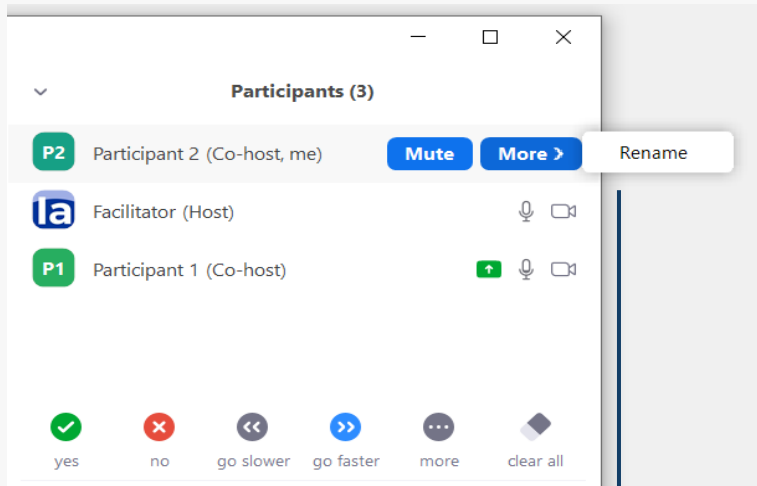 Participants (3)
P2 Participant 2 (Co-host, me) Mute More Rename
la Facilitator (Host)
P1 Participant 1 (Co-host)
yes no go slower go faster more clear all